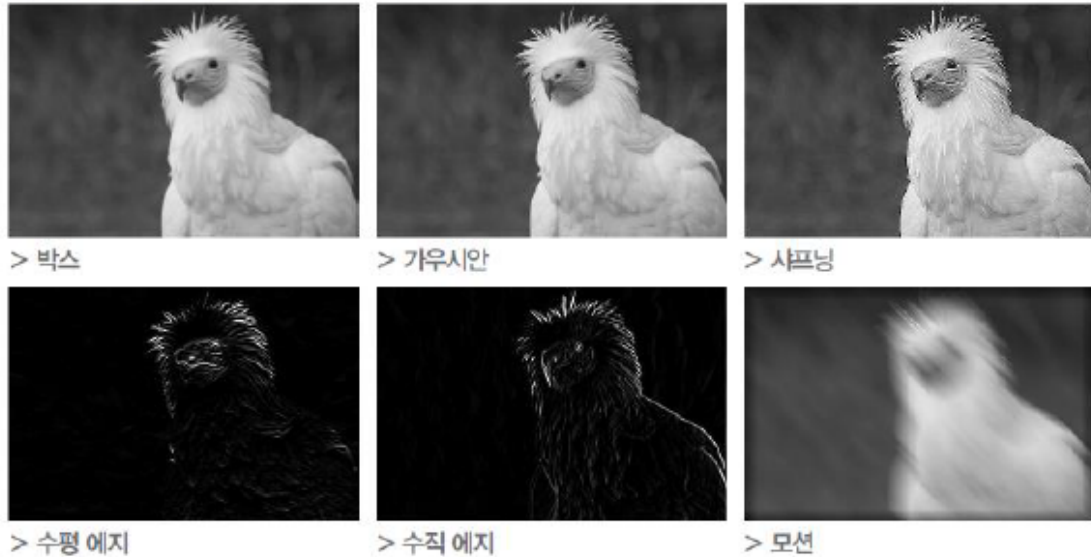 > 박스
> 가우시안
> 샤프닝
> 수평 에지
> 수직 에지
> 모션